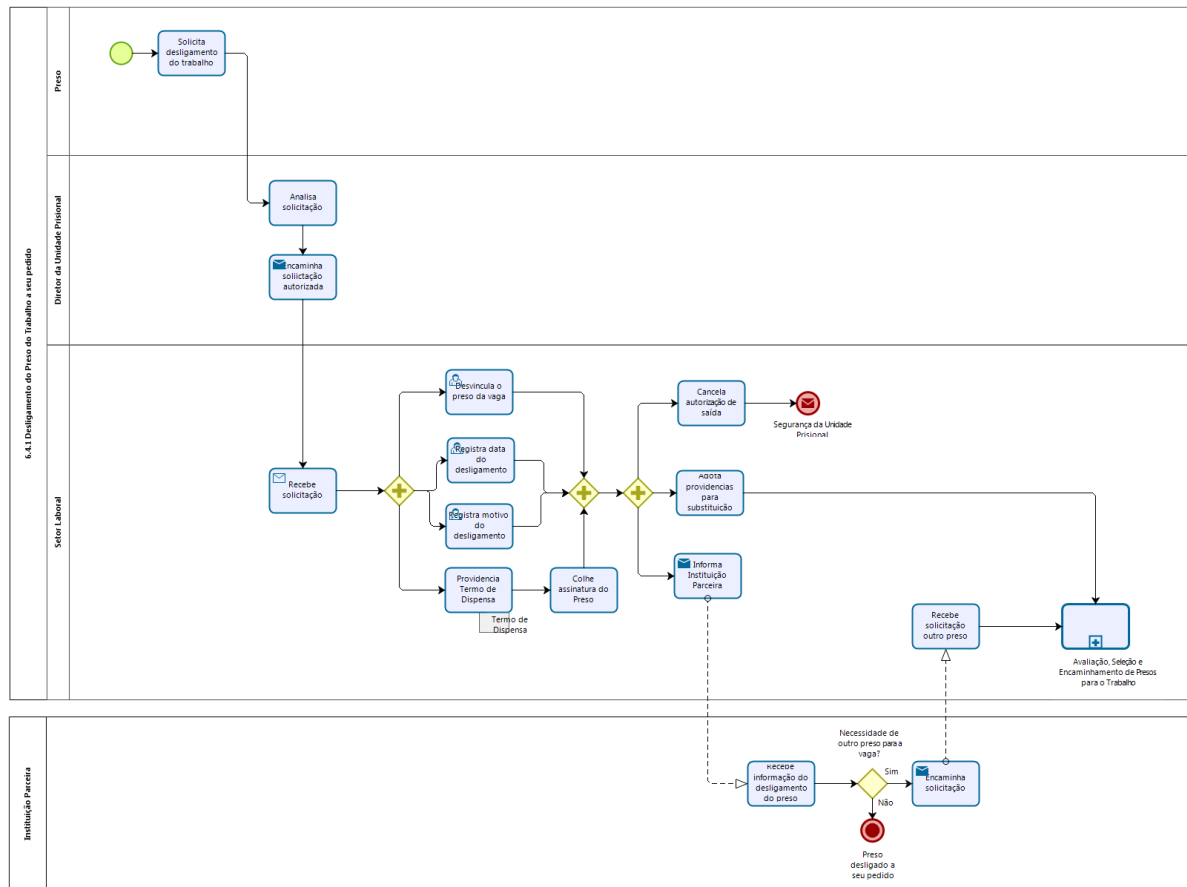 6.4.1 Desligamento do Preso do Trabalho a seu pedido
Preso
Solicita
desligamento
do trabalho
Diretor da Unidade Prisional
Analisa
solicitação
Encaminha
soliictação
autorizada
Setor Laboral
Recebe
solicitação
Desvincula o
preso da vaga
Registra data
do
desligamento
Registra motivo
do
desligamento
Providencia
Termo de
Dispensa
Termo de
Dispensa
Colhe
assinatura do
Preso
Cancela
autorização de
saída
Segurança da Unidade
Prisional
Adota
providencias
para
substituição
Informa
Instituição
Parceira
Recebe
solicitação
outro preso
Avaliação, Seleção e
Encaminhamento de Presos
para o Trabalho
Instituição Parceira
Recebe
informação do
desligamento
do preso
Necessidade de
outro preso para a
vaga?
Sim
Não
Encaminha
solicitação
Preso
desligado a
seu pedido